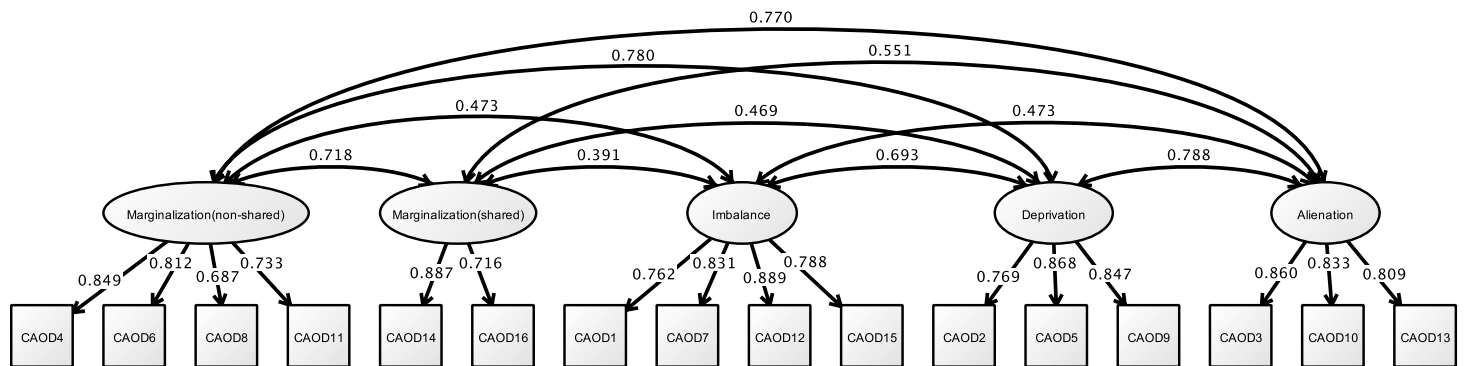 0.770
0.780
0.551
0.473
0.469
0.473
0.718
0.391
0.693
0.788
Marginalization(non-shared)
Marginalization(shared)
Imbalance
Deprivation
Alienation
0.849
0.812
0.687
0.733
0.887
0.716
0.762
0.831
0.889
0.788
0.769
0.868
0.847
0.860
0.833
0.809
CAOD4
CAOD6
CAOD8
CAOD11
CAOD14
CAOD16
CAOD1
CAOD7
CAOD12
CAOD15
CAOD2
CAOD5
CAOD9
CAOD3
CAOD10
CAOD13